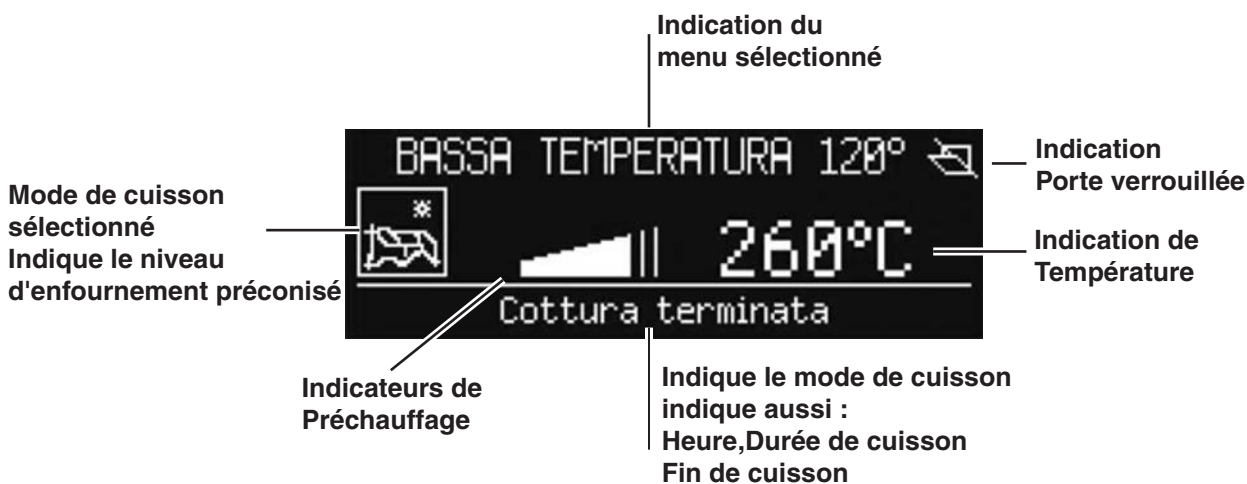 Indication du
menu sélectionné
BASSA TEMPERATURA 120°
Indication
Porte verrouillée
Mode de cuisson
sélectionné
Indique le niveau
d'enfournement préconisé
260°C
Indication de
Température
Cottura terminata
Indicateurs de
Préchauffage
Indique le mode de cuisson
indique aussi :
Heure,Durée de cuisson
Fin de cuisson